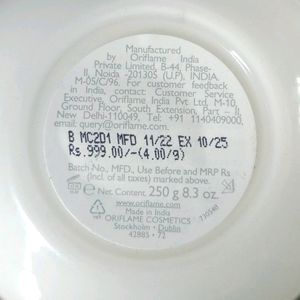 Manufactured
by
Oriflame India
Private Limited, B-44, Phase-
II, Noida -201305 (U.P), INDIA.
M-05/C/96. For customer feedback
in India, contact Customer Service
Executive, Oriflame India Pvt Ltd, M-10,
Ground Floor, South Extension, Part - II,
New Delhi-110049, Tel: +91 1140409000,
email: query@oriflame.com
B MC2D1 MFD 11/22 EX 10/25
Rs.999.00/-(4.00/g)
Batch No., MFD., Use Before and MRP Rs
(Incl. of all taxes) marked above.
Net Content. 250 g 8.3 oz.
www.oriflame.com
Made in India
ORIFLAME COSMETICS
Stockholm · Dublin
42885 · 72